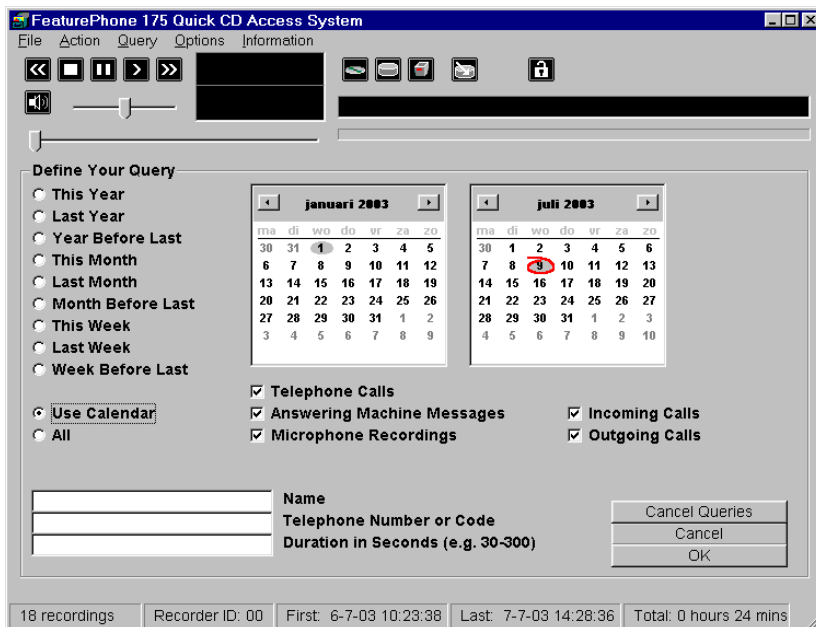 FeaturePhone 175 Quick CD Access System
File Action Query Options Information
Define Your Query
This Year
Last Year
Year Before Last
This Month
Last Month
Month Before Last
This Week
Last Week
Week Before Last
Use Calendar
All
januari 2003
ma di wo do vr za zo
30 31 1 2 3 4 5
6 7 8 9 10 11 12
13 14 15 16 17 18 19
20 21 22 23 24 25 26
27 28 29 30 31 1 2
3 4 5 6 7 8 9
juli 2003
ma di wo do vr za zo
30 1 2 3 4 5 6
7 8 9 10 11 12 13
14 15 16 17 18 19 20
21 22 23 24 25 26 27
28 29 30 31 1 2 3
4 5 6 7 8 9 10
Telephone Calls
Answering Machine Messages
Microphone Recordings
Incoming Calls
Outgoing Calls
Name
Telephone Number or Code
Duration in Seconds (e.g. 30-300)
Cancel Queries
Cancel
OK
18 recordings Recorder ID: 00 First: 6-7-03 10:23:38 Last: 7-7-03 14:28:36 Total: 0 hours 24 mins